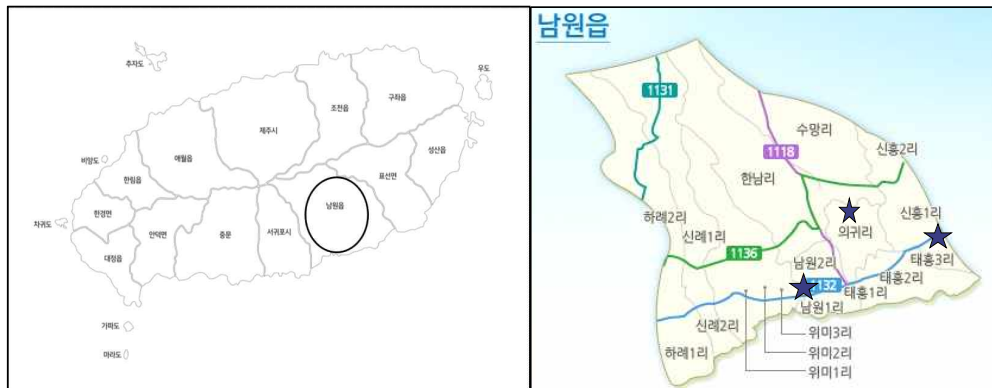 추자도
우도
구좌읍
조천읍
제주시
성산읍
애월읍
비양도
표선면
한림읍
남원읍
한경면
차귀도
안덕면
중문
서귀포시
대정읍
가파도
마라도
남원읍
1131
수망리
1118
신흥2리
한남리
하례2리
신흥1리
신례1리
의귀리
태흥3리
1136
남원2리
태흥2리
1132
태흥1리
남원1리
신례2리
위미3리
하례1리
위미2리
위미1리